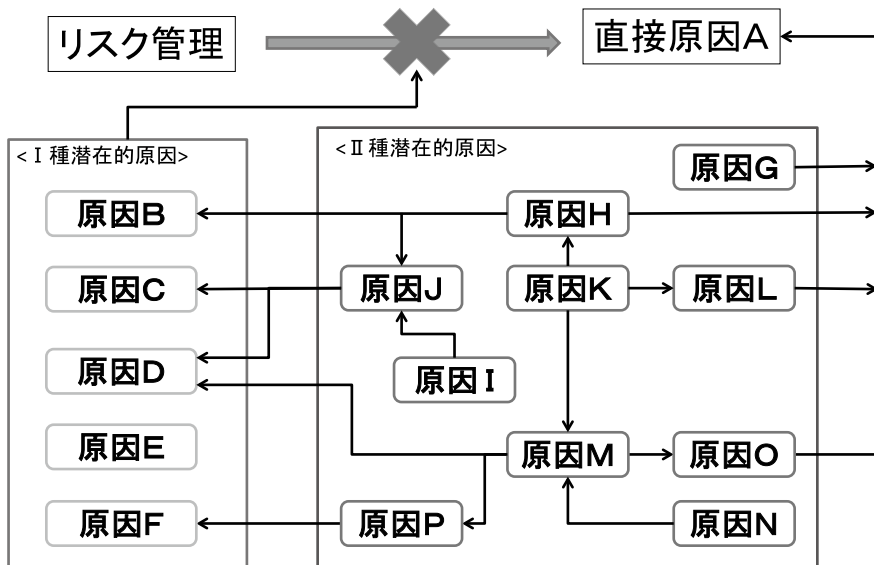 リスク管理
直接原因A
<Ⅰ種潜在的原因>
<Ⅱ種潜在的原因>
原因G
原因B
原因H
原因C
原因J
原因K
原因L
原因D
原因I
原因E
原因M
原因O
原因F
原因P
原因N